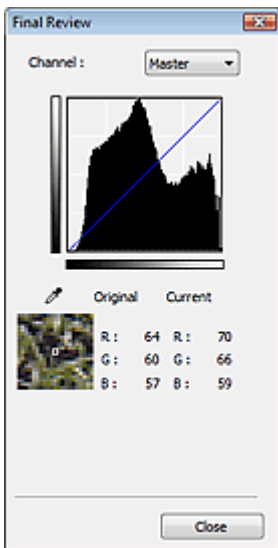 Final Review
Channel : Master
Original Current
R : 64 R : 70
G : 60 G : 66
B : 57 B : 59
Close